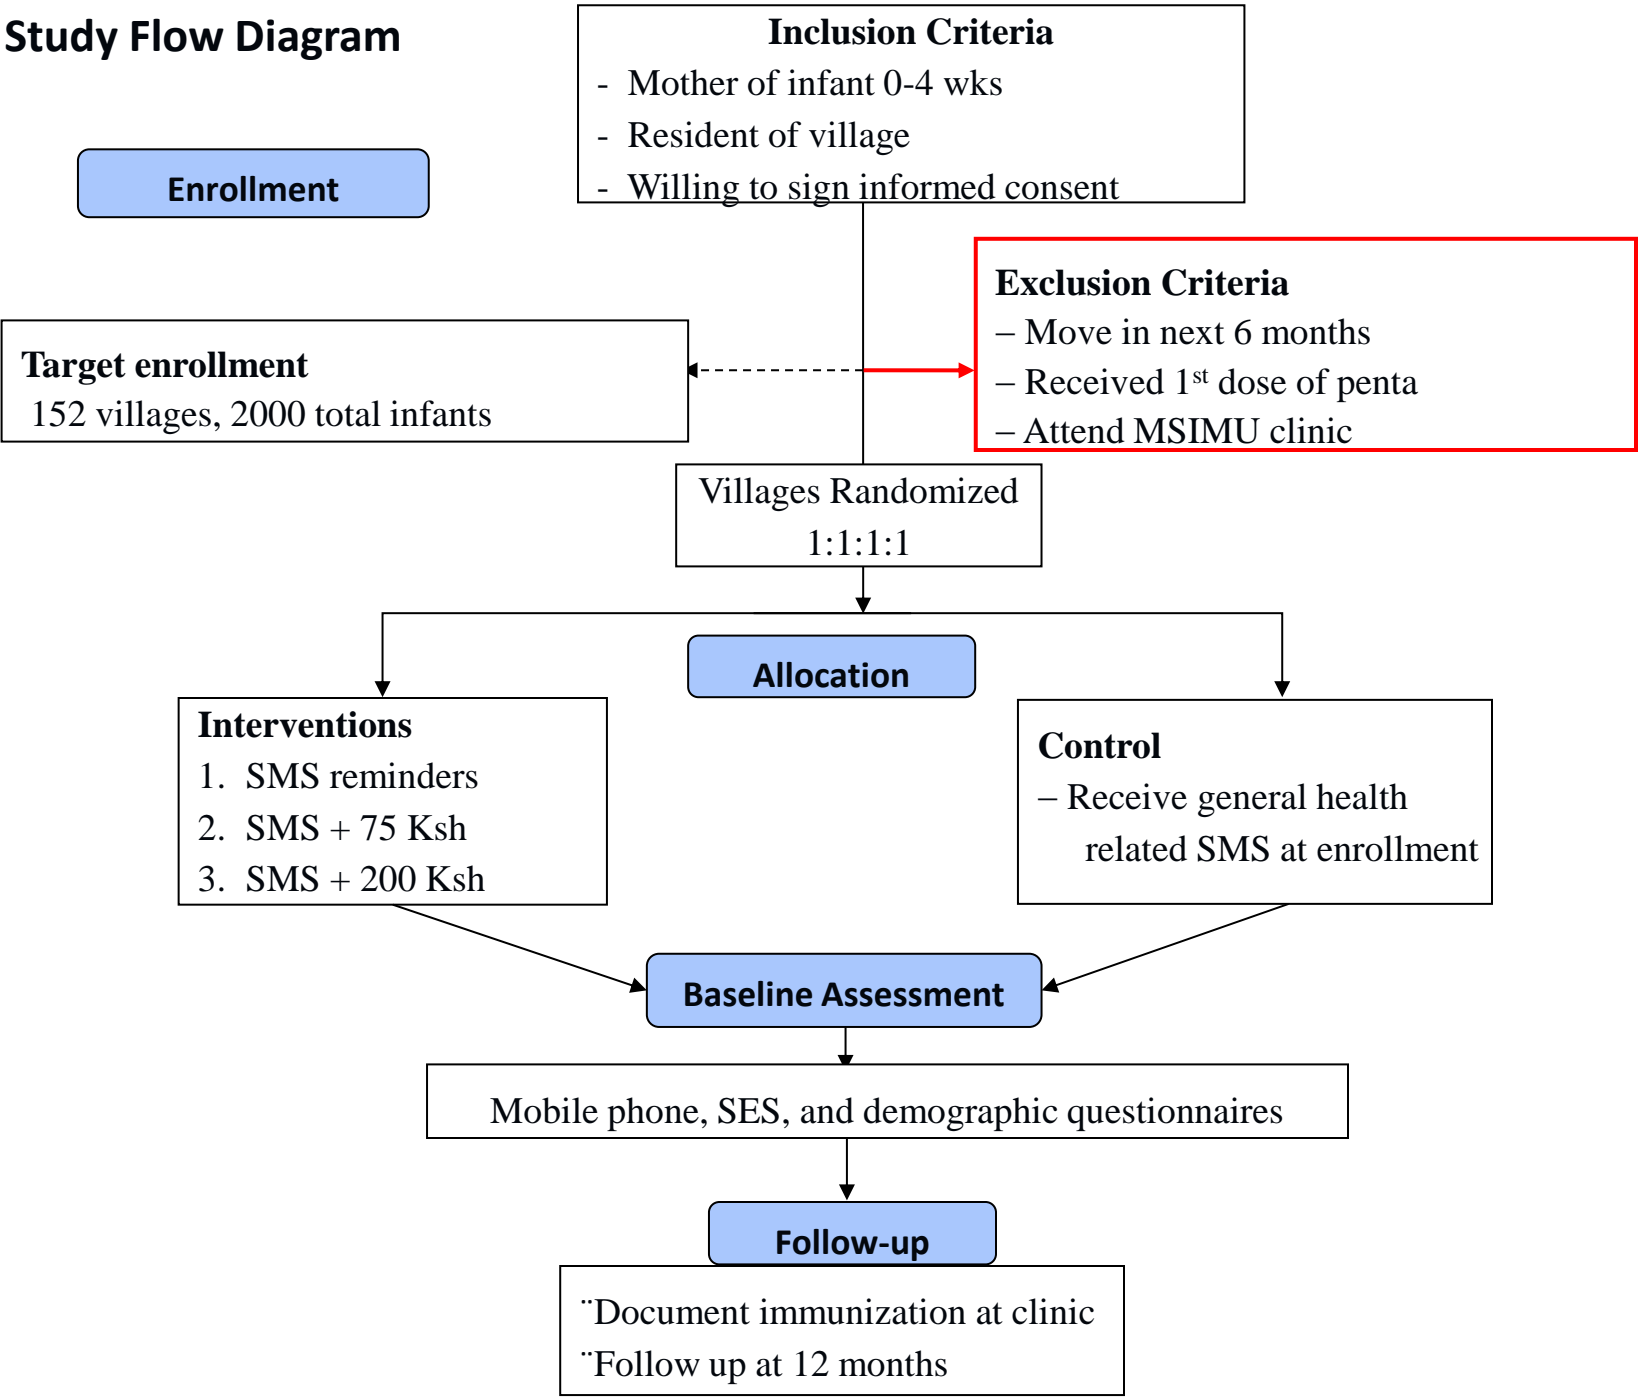 Study Flow Diagram
Inclusion Criteria
- Mother of infant 0-4 wks
- Resident of village
- Willing to sign informed consent
Enrollment
Exclusion Criteria
– Move in next 6 months
– Received 1st dose of penta
– Attend MSIMU clinic
Target enrollment
152 villages, 2000 total infants
Villages Randomized
1:1:1:1
Allocation
Interventions
1. SMS reminders
2. SMS + 75 Ksh
3. SMS + 200 Ksh
Control
– Receive general health
related SMS at enrollment
Baseline Assessment
Mobile phone, SES, and demographic questionnaires
Follow-up
¨Document immunization at clinic
¨Follow up at 12 months